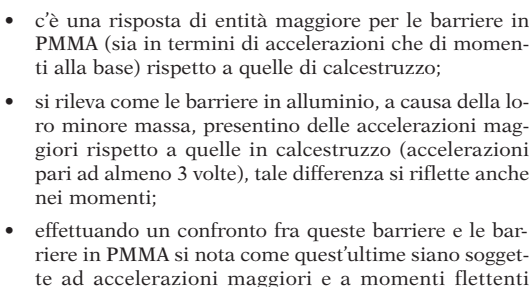 • c'è una risposta di entità maggiore per le barriere in
PMMA (sia in termini di accelerazioni che di momen-
ti alla base) rispetto a quelle di calcestruzzo;
• si rileva come le barriere in alluminio, a causa della lo-
ro minore massa, presentino delle accelerazioni mag-
giori rispetto a quelle in calcestruzzo (accelerazioni
pari ad almeno 3 volte), tale differenza si riflette anche
nei momenti;
• effettuando un confronto fra queste barriere e le bar-
riere in PMMA si nota come quest'ultime siano sogget-
te ad accelerazioni maggiori e a momenti flettenti